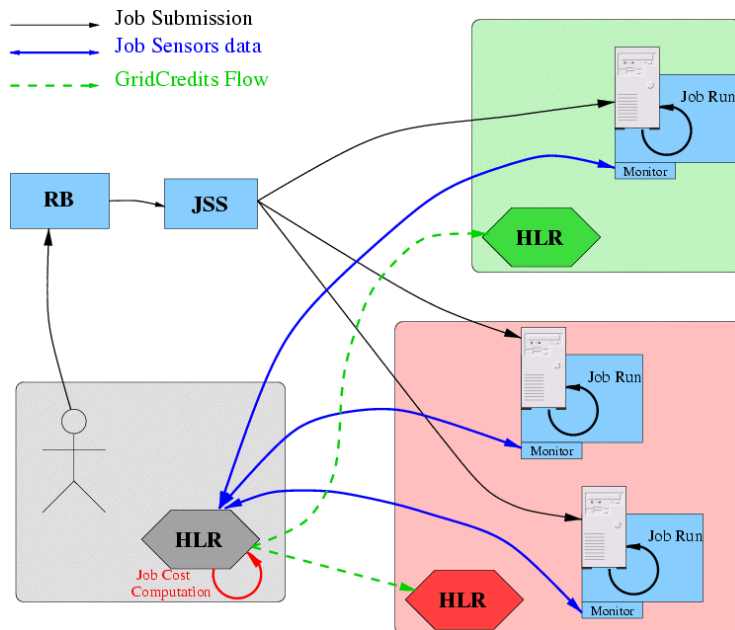 Job Submission
Job Sensors data
GridCredits Flow
Job Run
Monitor
RB
JSS
HLR
Job Run
Monitor
HLR
Job Cost
Computation
Job Run
HLR
Monitor